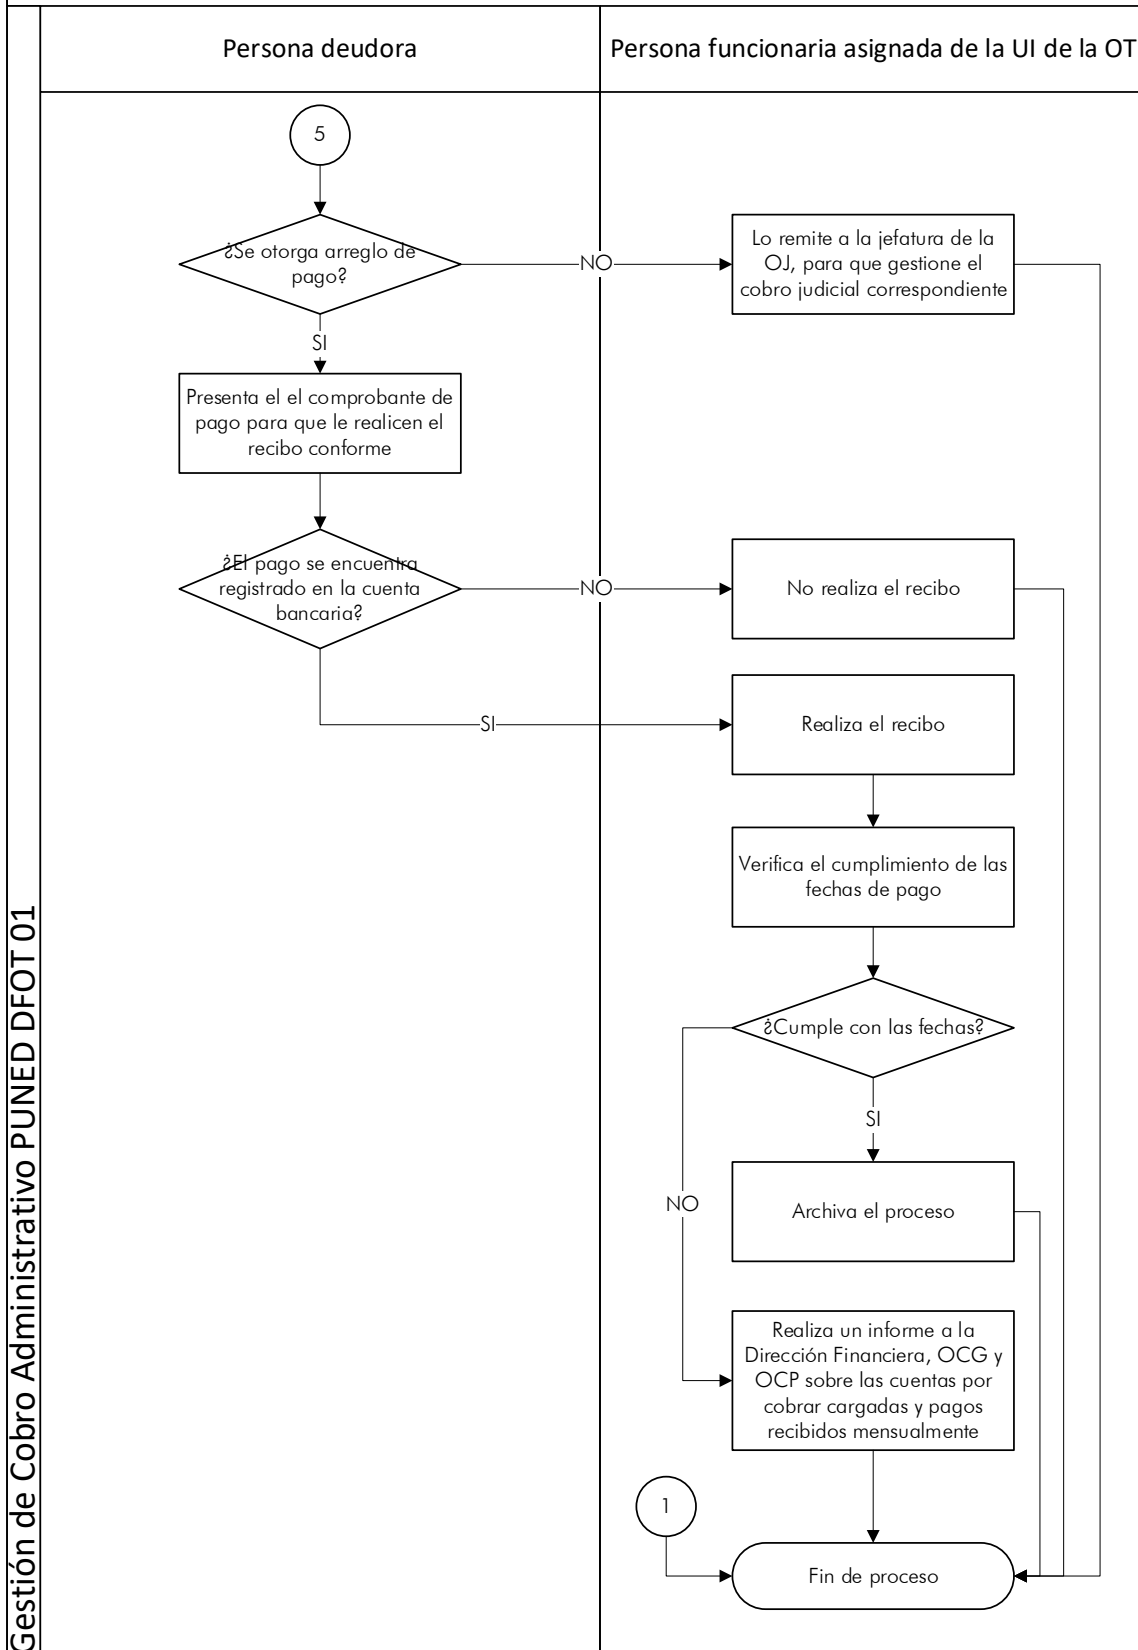 Persona deudora
Persona funcionaria asignada de la UI de la OT
5
¿Se otorga arreglo de
pago?
NO
Lo remite a la jefatura de la
OJ, para que gestione el
cobro judicial correspondiente
SI
Presenta el el comprobante de
pago para que le realicen el
recibo conforme
¿El pago se encuentra
registrado en la cuenta
bancaria?
NO
No realiza el recibo
SI
Realiza el recibo
Verifica el cumplimiento de las
fechas de pago
¿Cumple con las fechas?
SI
NO
Archiva el proceso
Realiza un informe a la
Dirección Financiera, OCG y
OCP sobre las cuentas por
cobrar cargadas y pagos
recibidos mensualmente
1
Fin de proceso
Gestión de Cobro Administrativo PUNED DFOT 01